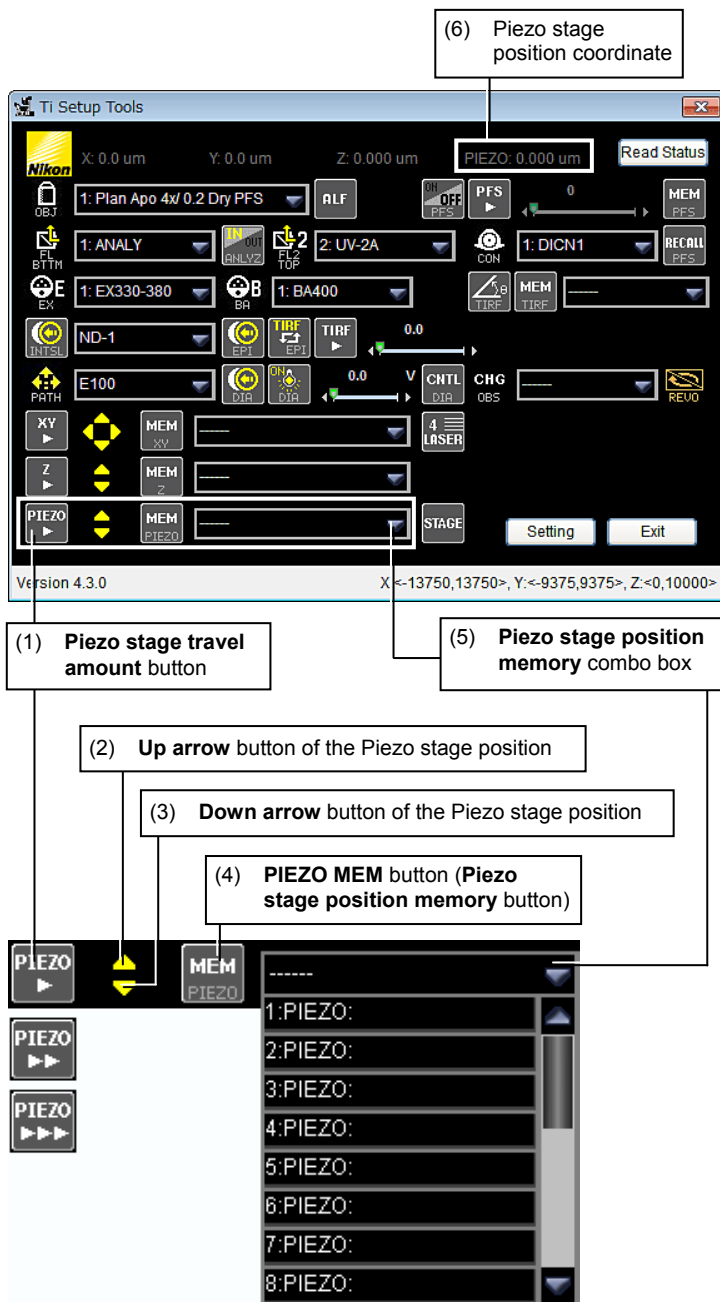 (6) Piezo stage
position coordinate
Ti Setup Tools
Nikon X: 0.0 um Y: 0.0 um Z: 0.000 um PIEZO: 0.000 um Read Status
OBJ 1: Plan Apo 4x/ 0.2 Dry PFS ALF ON OFF PFS PFS 0 MEM PFS
FL BTTM 1: ANALY IN OUT ANLYZ 2 FL2 TOP 2: UV-2A CON 1: DICN1 RECALL PFS
E EX 1: EX330-380 B BA 1: BA400 θ TIRF MEM TIRF ------
INTSL ND-1 EPI TIRF EPI TIRF 0.0
PATH E100 DIA ON DIA 0.0 V CNTL DIA CHG OBS ------ REVO
XY MEM XY ------ 4 LASER
Z MEM Z ------
PIEZO MEM PIEZO ------ STAGE Setting Exit
Version 4.3.0 X:<-13750,13750>, Y:<-9375,9375>, Z:<0,10000>
(1) Piezo stage travel
amount button
(5) Piezo stage position
memory combo box
(2) Up arrow button of the Piezo stage position
(3) Down arrow button of the Piezo stage position
(4) PIEZO MEM button (Piezo
stage position memory button)
PIEZO MEM PIEZO ------
1:PIEZO:
PIEZO
2:PIEZO:
3:PIEZO:
PIEZO
4:PIEZO:
5:PIEZO:
6:PIEZO:
7:PIEZO:
8:PIEZO: